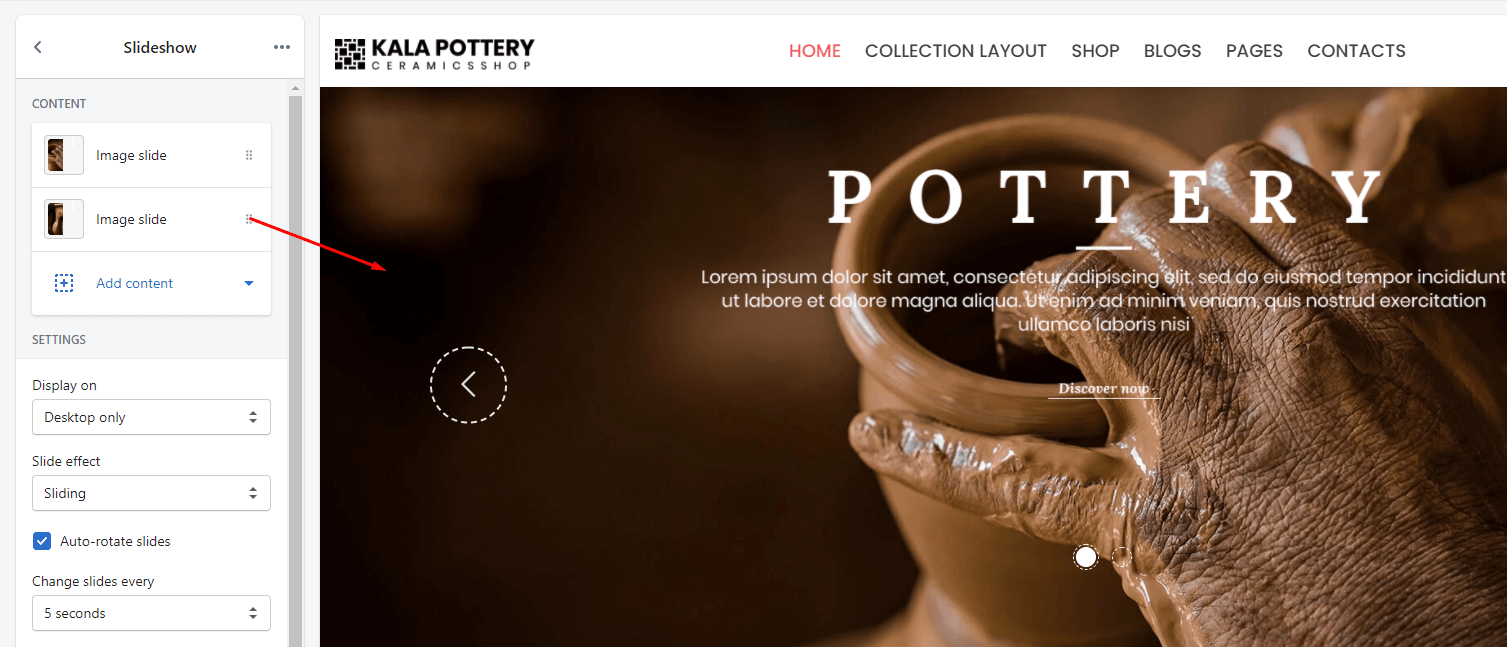 Slideshow
CONTENT
Image slide
Image slide
Add content
SETTINGS
Display on
Desktop only
Slide effect
Sliding
Auto-rotate slides
Change slides every
5 seconds
KALA POTTERY
CERAMICSSHOP
HOME COLLECTION LAYOUT SHOP BLOGS PAGES CONTACTS
POTTERY
Lorem ipsum dolor sit amet, consectetur adipiscing elit, sed do eiusmod tempor incididunt
ut labore et dolore magna aliqua. Ut enim ad minim veniam, quis nostrud exercitation
ullamco laboris nisi
Discover now